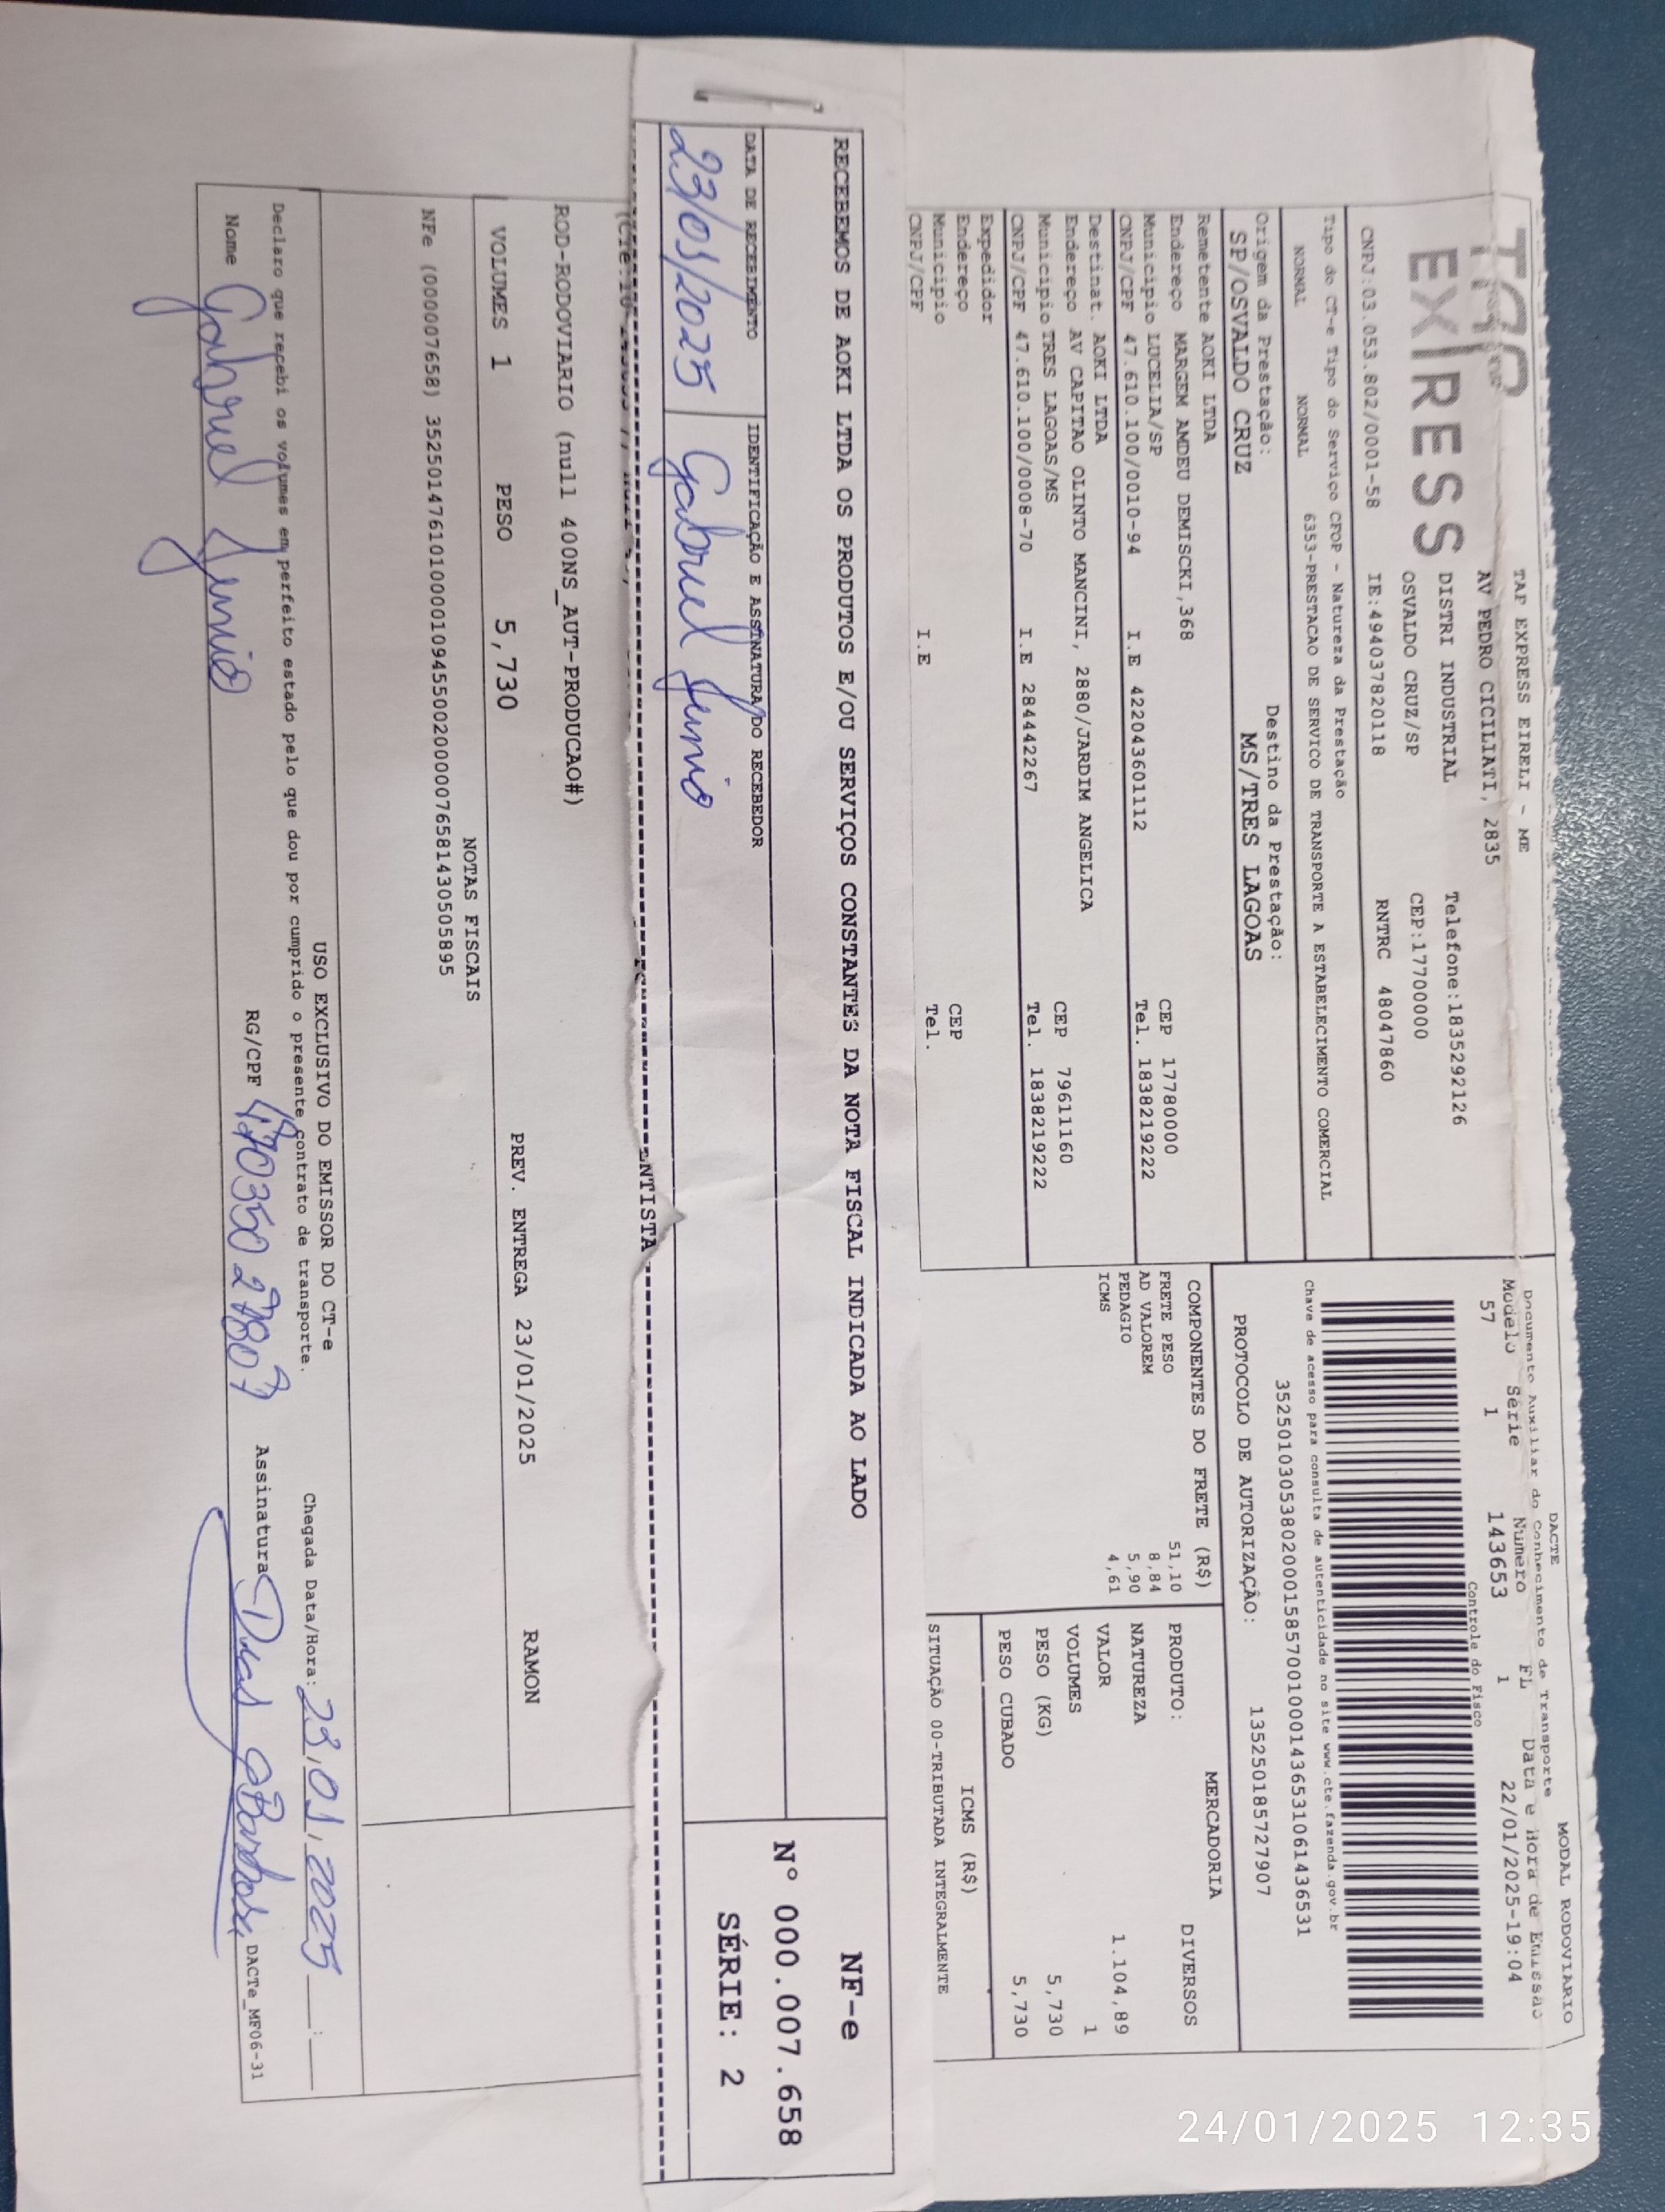 TAP EXPRESS EIRELI - ME
EXPRESS
AV PEDRO CICILIATI, 2835
DISTRI INDUSTRIAL Telefone:1835292126
OSVALDO CRUZ/SP CEP:17700000
CNPJ:03.053.802/0001-58 IE:494037820118 RNTRC 48047860
Tipo do CT-e Tipo do Serviço CFOP - Natureza da Prestação
NORMAL NORMAL 6353-PRESTACAO DE SERVICO DE TRANSPORTE A ESTABELECIMENTO COMERCIAL
Origem da Prestação: Destino da Prestação:
SP/OSVALDO CRUZ MS/TRES LAGOAS
Remetente AOKI LTDA
Endereço MARGEM AMDEU DEMISCKI,368
Municipio LUCELIA/SP CEP 17780000
CNPJ/CPF 47.610.100/0010-94 I.E 422043601112 Tel. 1838219222
Destinat. AOKI LTDA
Endereço AV CAPITAO OLINTO MANCINI, 2880/JARDIM ANGELICA
Municipio TRES LAGOAS/MS CEP 79611160
CNPJ/CPF 47.610.100/0008-70 I.E 284442267 Tel. 1838219222
Expedidor
Endereço
Municipio CEP
CNPJ/CPF I.E Tel.
DACTE MODAL RODOVIARIO
Documento Auxiliar do Conhecimento de Transporte
Modelo Série Número FL Data e Hora de Emissão
57 1 143653 1 22/01/2025-19:04
Controle do Fisco
Chave de acesso para consulta de autenticidade no site www.cte.fazenda.gov.br
35250103053802000158570010001436531061436531
PROTOCOLO DE AUTORIZAÇÃO: 135250185727907
COMPONENTES DO FRETE (R$)
FRETE PESO 51,10
AD VALOREM 8,84
PEDAGIO 5,90
ICMS 4,61
MERCADORIA
PRODUTO: DIVERSOS
NATUREZA
VALOR 1.104,89
VOLUMES 1
PESO (KG) 5,730
PESO CUBADO 5,730
ICMS (R$)
SITUAÇÃO 00-TRIBUTADA INTEGRALMENTE
RECEBEMOS DE AOKI LTDA OS PRODUTOS E/OU SERVIÇOS CONSTANTES DA NOTA FISCAL INDICADA AO LADO
NF-e
N° 000.007.658
SÉRIE: 2
DATA DE RECEBIMENTO IDENTIFICAÇÃO E ASSINATURA DO RECEBEDOR
23/01/2025 Gabriel Junio
ROD-RODOVIARIO (null 400NS_AUT-PRODUCAO#)
VOLUMES 1 PESO 5,730 PREV. ENTREGA 23/01/2025 RAMON
NOTAS FISCAIS
NFe (000007658) 35250147610100001094550020000076581430505895
USO EXCLUSIVO DO EMISSOR DO CT-e
Declaro que recebi os volumes em perfeito estado pelo que dou por cumprido o presente contrato de transporte.
Chegada Data/Hora: 23/01/2025
Nome Gabriel Junio RG/CPF Assinatura
DACTe_MF06-31
24/01/2025 12:35